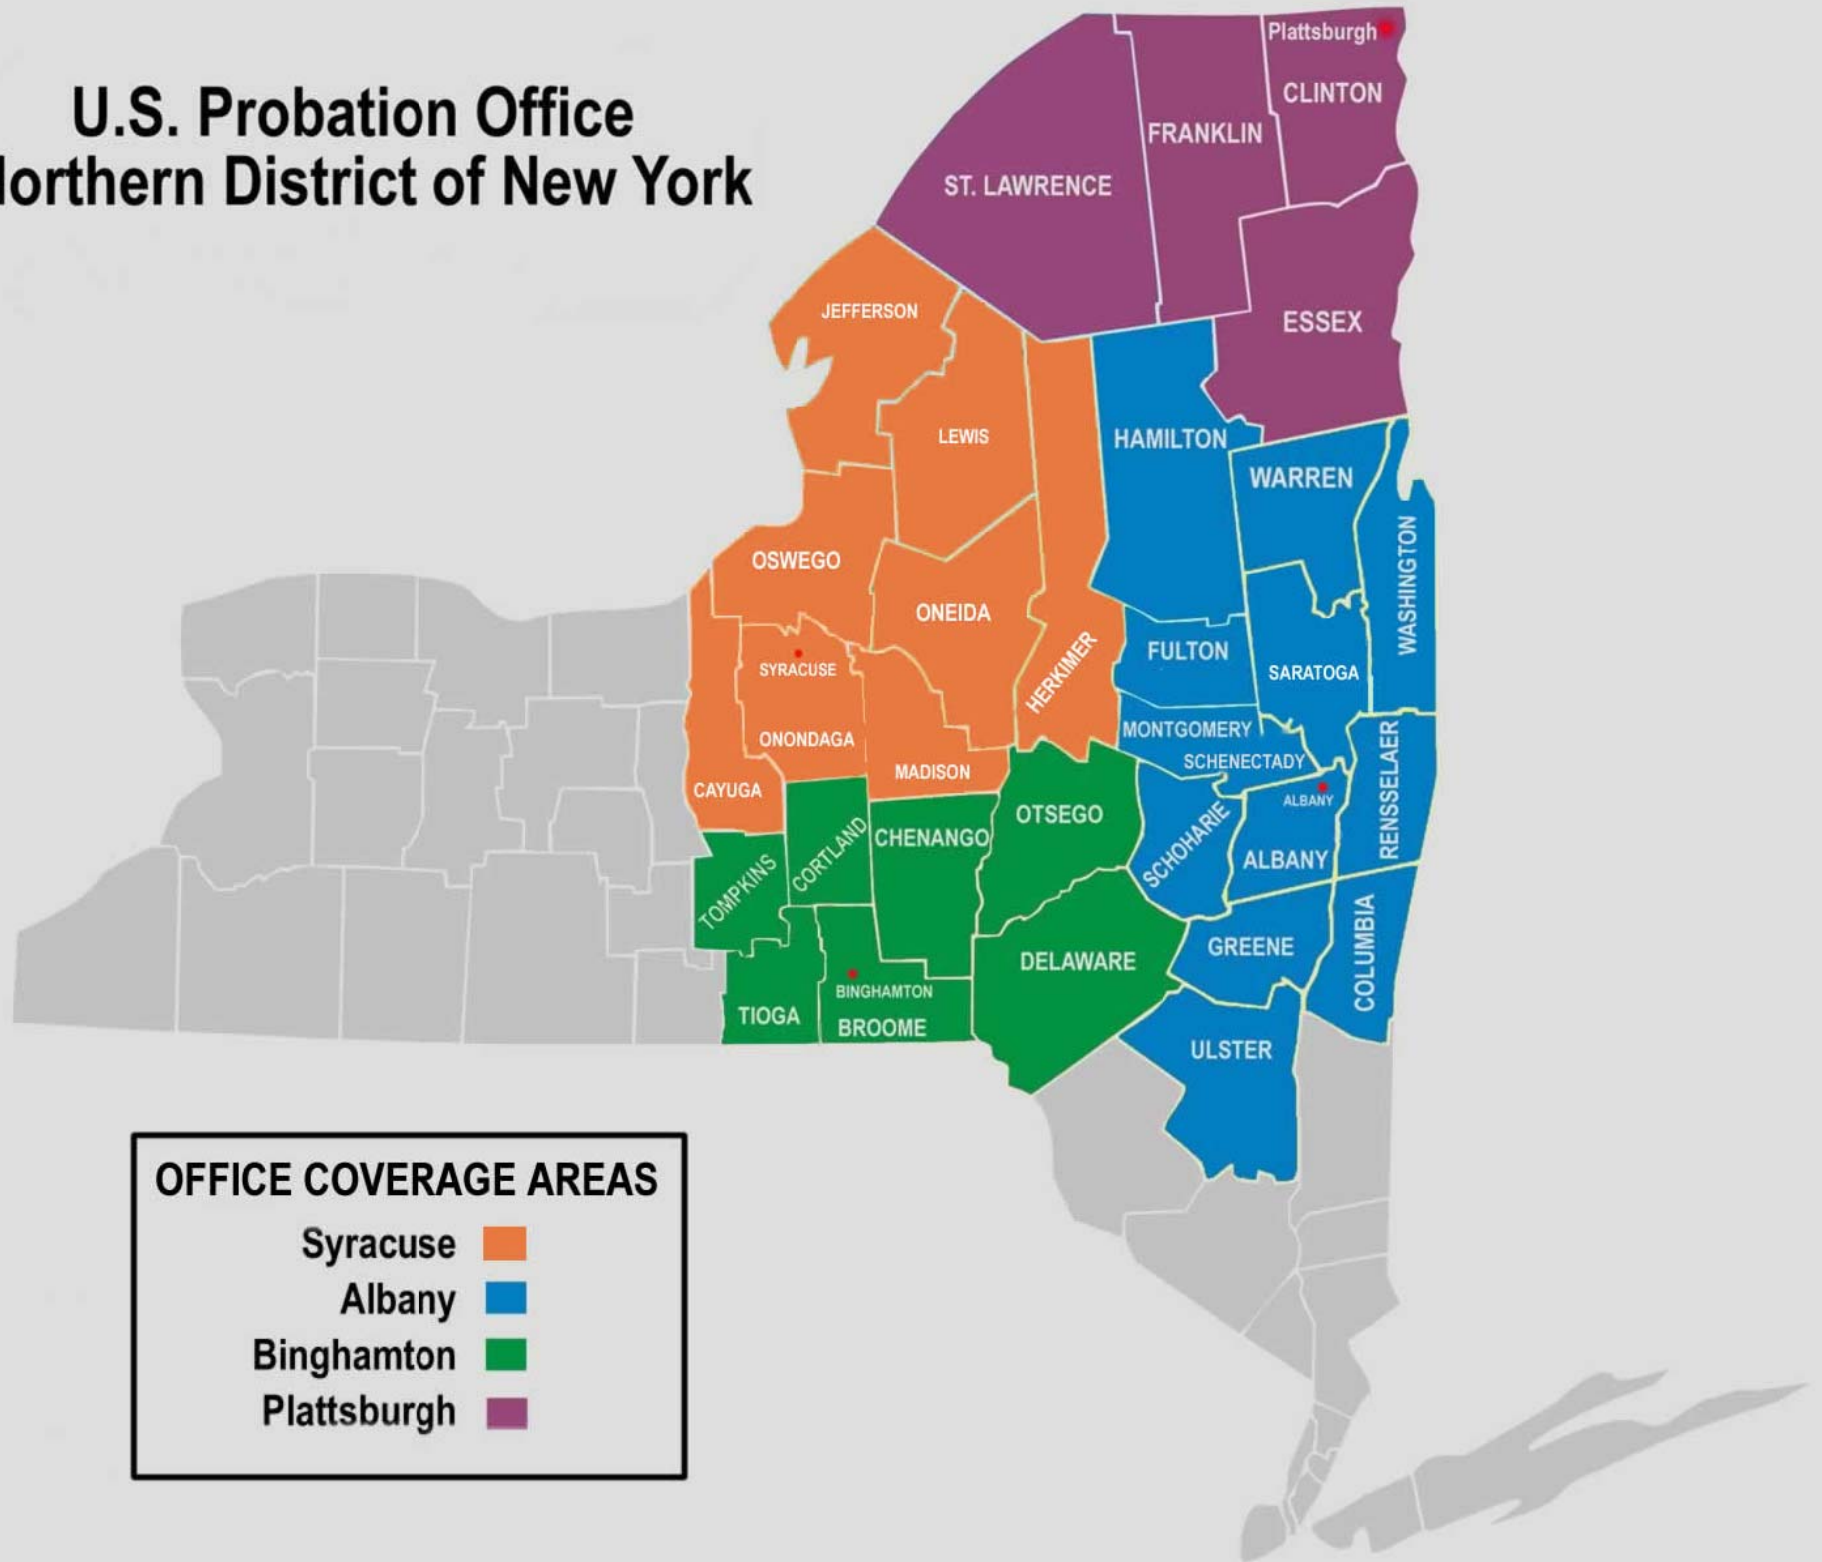 U.S. Probation Office
Northern District of New York
Plattsburgh
CLINTON
FRANKLIN
ST. LAWRENCE
ESSEX
JEFFERSON
LEWIS
HAMILTON
WARREN
WASHINGTON
OSWEGO
ONEIDA
HERKIMER
FULTON
SARATOGA
SYRACUSE
ONONDAGA
MONTGOMERY
SCHENECTADY
RENSSELAER
CAYUGA
MADISON
ALBANY
OTSEGO
CORTLAND
CHENANGO
SCHOHARIE
ALBANY
TOMPKINS
COLUMBIA
GREENE
DELAWARE
BINGHAMTON
TIOGA
BROOME
ULSTER
OFFICE COVERAGE AREAS
Syracuse
Albany
Binghamton
Plattsburgh